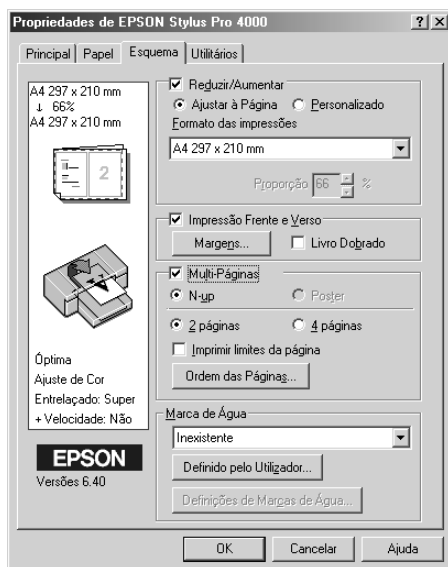 Propriedades de EPSON Stylus Pro 4000
Principal Papel Esquema Utilitários
A4 297 x 210 mm
↓ 66%
A4 297 x 210 mm
2
Óptima
Ajuste de Cor
Entrelaçado: Super
+ Velocidade: Não
EPSON
Versões 6.40
Reduzir/Aumentar
Ajustar à Página Personalizado
Formato das impressões
A4 297 x 210 mm
Proporção 66 %
Impressão Frente e Verso
Margens... Livro Dobrado
Multi-Páginas
N-up Poster
2 páginas 4 páginas
Imprimir limites da página
Ordem das Páginas...
Marca de Água
Inexistente
Definido pelo Utilizador...
Definições de Marcas de Água...
OK Cancelar Ajuda